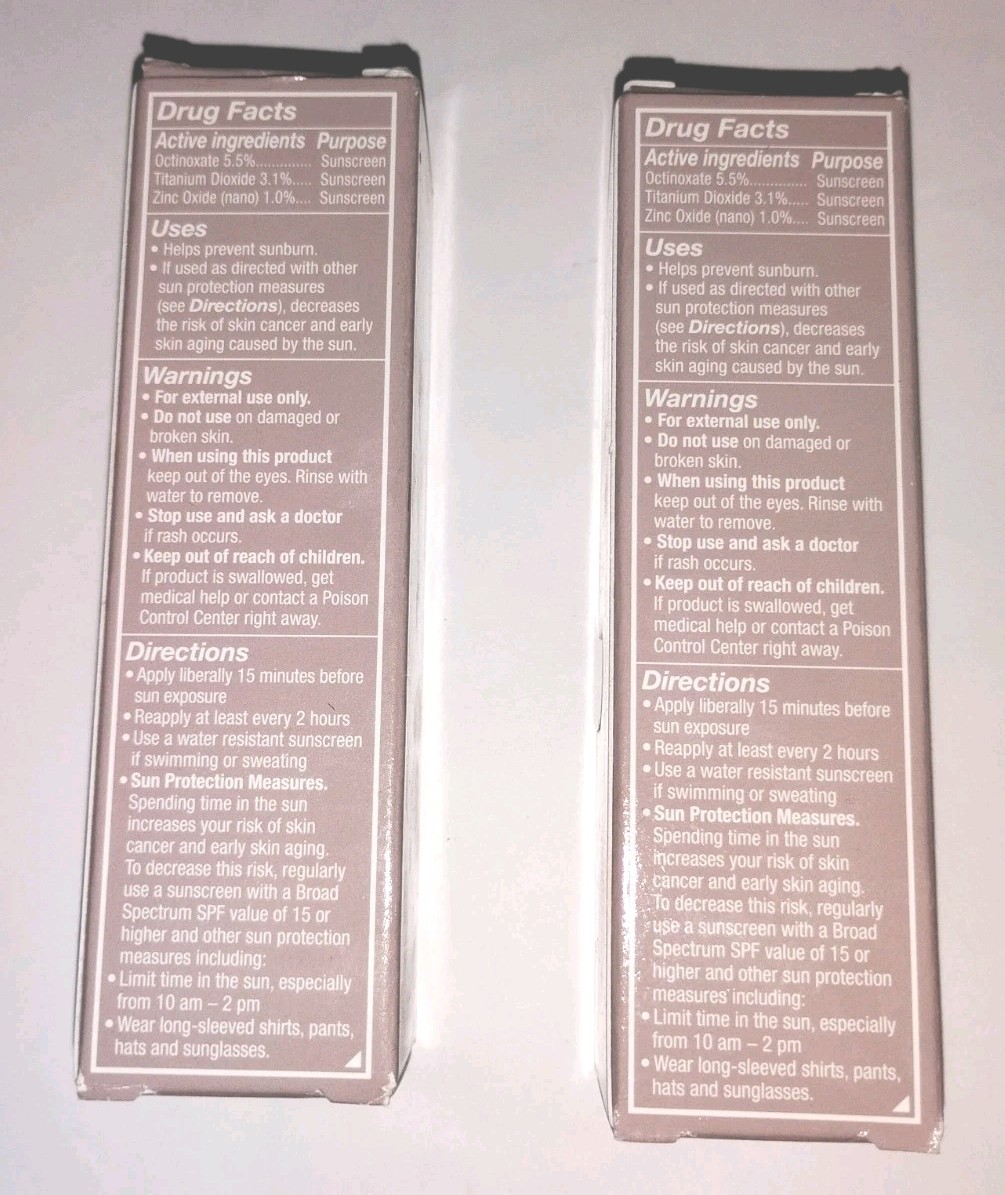 Drug Facts
Active ingredients Purpose
Octinoxate 5.5%.............. Sunscreen
Titanium Dioxide 3.1%..... Sunscreen
Zinc Oxide (nano) 1.0%.... Sunscreen
Uses
• Helps prevent sunburn.
• If used as directed with other
sun protection measures
(see Directions), decreases
the risk of skin cancer and early
skin aging caused by the sun.
Warnings
• For external use only.
• Do not use on damaged or
broken skin.
• When using this product
keep out of the eyes. Rinse with
water to remove.
• Stop use and ask a doctor
if rash occurs.
• Keep out of reach of children.
If product is swallowed, get
medical help or contact a Poison
Control Center right away.
Directions
• Apply liberally 15 minutes before
sun exposure
• Reapply at least every 2 hours
• Use a water resistant sunscreen
if swimming or sweating
• Sun Protection Measures.
Spending time in the sun
increases your risk of skin
cancer and early skin aging.
To decrease this risk, regularly
use a sunscreen with a Broad
Spectrum SPF value of 15 or
higher and other sun protection
measures including:
• Limit time in the sun, especially
from 10 am – 2 pm
• Wear long-sleeved shirts, pants,
hats and sunglasses.
Drug Facts
Active ingredients Purpose
Octinoxate 5.5%.............. Sunscreen
Titanium Dioxide 3.1%..... Sunscreen
Zinc Oxide (nano) 1.0%.... Sunscreen
Uses
• Helps prevent sunburn.
• If used as directed with other
sun protection measures
(see Directions), decreases
the risk of skin cancer and early
skin aging caused by the sun.
Warnings
• For external use only.
• Do not use on damaged or
broken skin.
• When using this product
keep out of the eyes. Rinse with
water to remove.
• Stop use and ask a doctor
if rash occurs.
• Keep out of reach of children.
If product is swallowed, get
medical help or contact a Poison
Control Center right away.
Directions
• Apply liberally 15 minutes before
sun exposure
• Reapply at least every 2 hours
• Use a water resistant sunscreen
if swimming or sweating
• Sun Protection Measures.
Spending time in the sun
increases your risk of skin
cancer and early skin aging.
To decrease this risk, regularly
use a sunscreen with a Broad
Spectrum SPF value of 15 or
higher and other sun protection
measures including:
• Limit time in the sun, especially
from 10 am – 2 pm
• Wear long-sleeved shirts, pants,
hats and sunglasses.